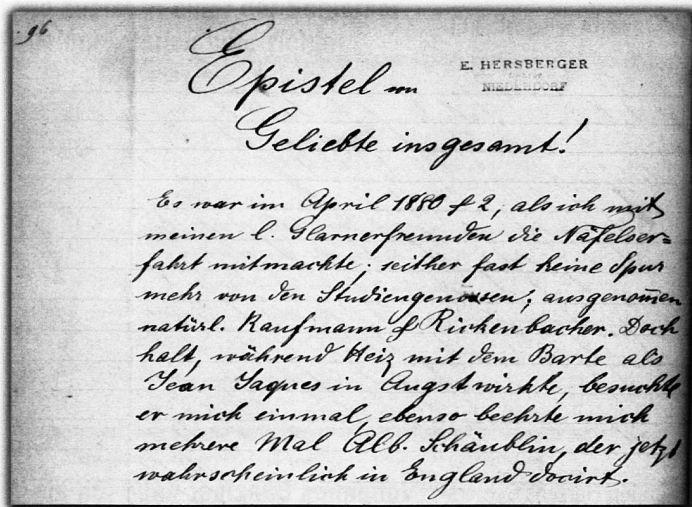 96
Epistel von
E. HERSBERGER
NIEDERDORF
Geliebte insgesamt!
Es war im April 1880 & 2, als ich mit
meinen l. Glarnerfreunden die Näfelser=
fahrt mitmachte; seither fast keine Spur
mehr von den Studiengenossen; ausgenom̅en
natürl. Kaufmann & Rickenbacher. Doch
halt, während Heiz mit dem Barte als
Jean Jaques in Augst wirkte, besuchte
er mich einmal, ebenso beehrte mich
mehrere Mal Alb. Schäublin, der jetzt
wahrscheinlich in England docirt.